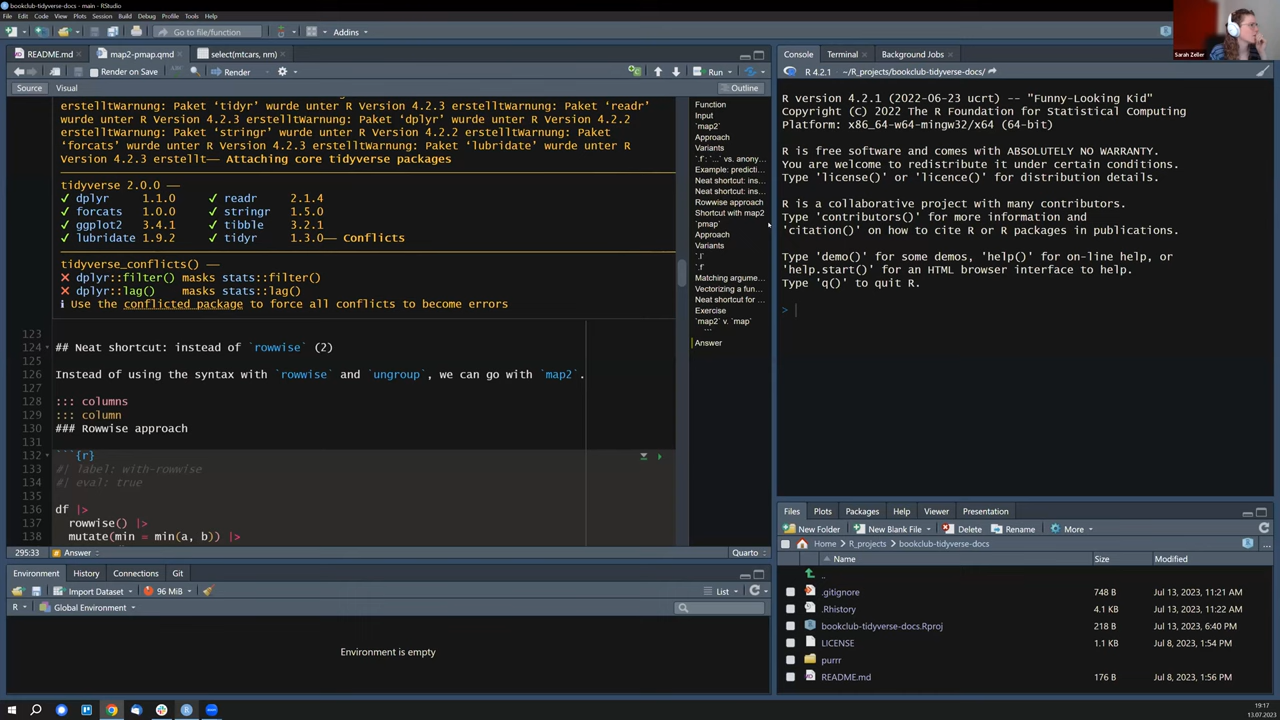 bookclub-tidyverse-docs - main - RStudio
File Edit Code View Plots Session Build Debug Profile Tools Help
Go to file/function Addins
README.md map2-pmap.qmd select(mtcars, nm)
Render on Save Render Run
Source Visual Outline
erstelltWarnung: Paket ‘tidyr’ wurde unter R Version 4.2.3 erstelltWarnung: Paket ‘readr’
wurde unter R Version 4.2.3 erstelltWarnung: Paket ‘dplyr’ wurde unter R Version 4.2.3
erstelltWarnung: Paket ‘stringr’ wurde unter R Version 4.2.2 erstelltWarnung: Paket
‘forcats’ wurde unter R Version 4.2.3 erstelltWarnung: Paket ‘lubridate’ wurde unter R
Version 4.2.3 erstellt── Attaching core tidyverse packages
tidyverse 2.0.0 ──
✔ dplyr 1.1.0 ✔ readr 2.1.4
✔ forcats 1.0.0 ✔ stringr 1.5.0
✔ ggplot2 3.4.1 ✔ tibble 3.2.1
✔ lubridate 1.9.2 ✔ tidyr 1.3.0── Conflicts
tidyverse_conflicts() ──
✖ dplyr::filter() masks stats::filter()
✖ dplyr::lag() masks stats::lag()
ℹ Use the conflicted package to force all conflicts to become errors
123
124 ## Neat shortcut: instead of `rowwise` (2)
125
126 Instead of using the syntax with `rowwise` and `ungroup`, we can go with `map2`.
127
128 ::: columns
129 ::: column
130 ### Rowwise approach
131
132 ```{r}
133 #| label: with-rowwise
134 #| eval: true
135
136 df |>
137 rowwise() |>
138 mutate(min = min(a, b)) |>
295:33 Answer Quarto
Function
Input
`map2`
Approach
Variants
`.f`: `...` vs. anony...
Example: predicti...
Neat shortcut: ins...
Neat shortcut: ins...
Rowwise approach
Shortcut with map2
`pmap`
Approach
Variants
`.l`
`.f`
Matching argume...
Vectorizing a fun...
Neat shortcut for ...
Exercise
`map2` v. `map`
```
Answer
Environment History Connections Git
Import Dataset 96 MiB List
R Global Environment
Environment is empty
Console Terminal Background Jobs
R 4.2.1 · ~/R_projects/bookclub-tidyverse-docs/
R version 4.2.1 (2022-06-23 ucrt) -- "Funny-Looking Kid"
Copyright (C) 2022 The R Foundation for Statistical Computing
Platform: x86_64-w64-mingw32/x64 (64-bit)
R is free software and comes with ABSOLUTELY NO WARRANTY.
You are welcome to redistribute it under certain conditions.
Type 'license()' or 'licence()' for distribution details.
R is a collaborative project with many contributors.
Type 'contributors()' for more information and
'citation()' on how to cite R or R packages in publications.
Type 'demo()' for some demos, 'help()' for on-line help, or
'help.start()' for an HTML browser interface to help.
Type 'q()' to quit R.
>
Files Plots Packages Help Viewer Presentation
New Folder New Blank File Delete Rename More
Home R_projects bookclub-tidyverse-docs
Name Size Modified
..
.gitignore 748 B Jul 13, 2023, 11:21 AM
.Rhistory 4.1 KB Jul 13, 2023, 11:22 AM
bookclub-tidyverse-docs.Rproj 218 B Jul 13, 2023, 6:40 PM
LICENSE 1.1 KB Jul 8, 2023, 1:54 PM
purrr
README.md 176 B Jul 8, 2023, 1:56 PM
Sarah Zeller
19:17
13.07.2023